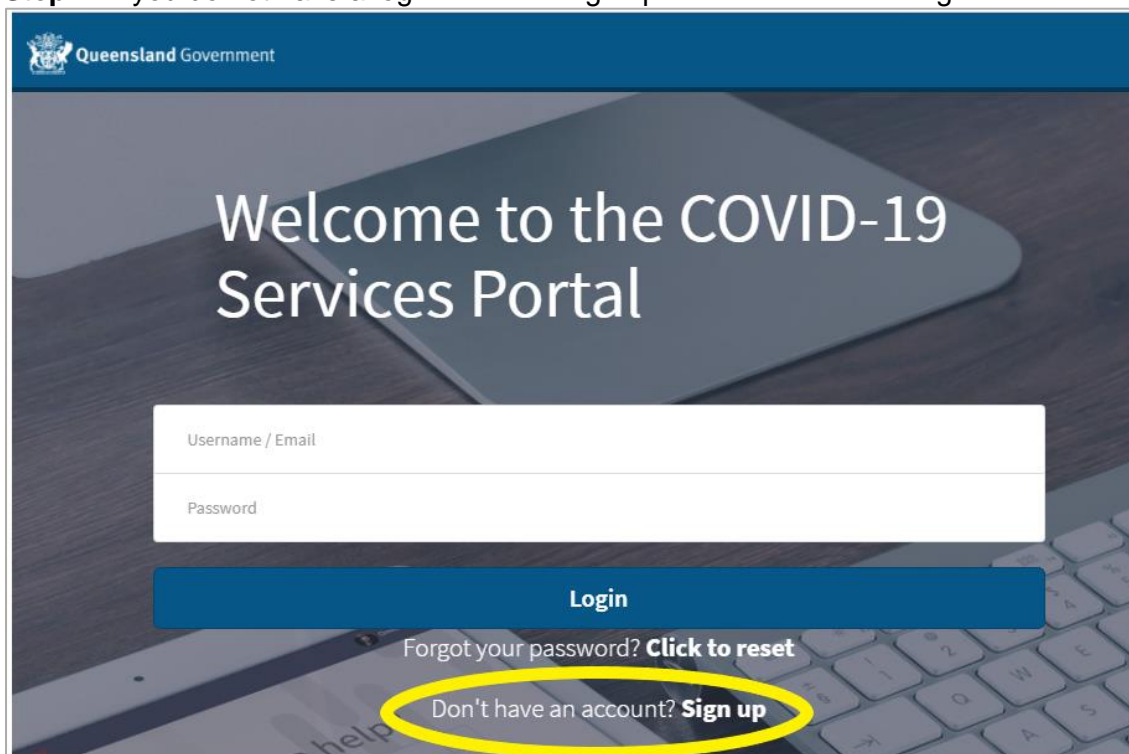 Queensland Government
Welcome to the COVID-19
Services Portal
Username / Email
Password
Login
Forgot your password? Click to reset
Don't have an account? Sign up
help